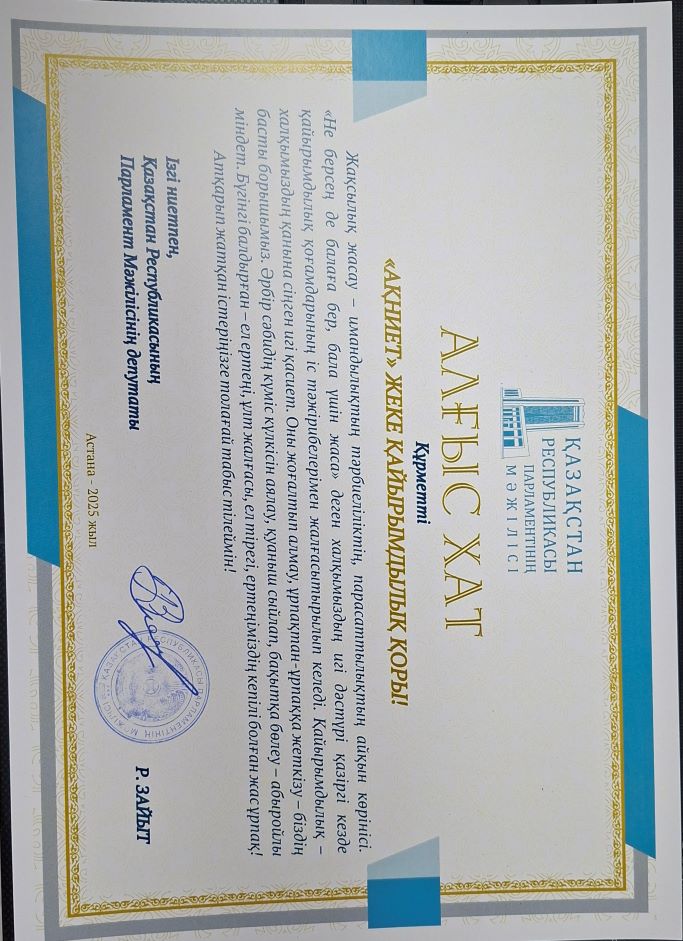 ҚАЗАҚСТАН
РЕСПУБЛИКАСЫ
ПАРЛАМЕНТІНІҢ
МӘЖІЛІСІ
АЛҒЫС ХАТ
Құрметті
«АҚНИЕТ» ЖЕКЕ ҚАЙЫРЫМДЫЛЫҚ ҚОРЫ!
Жақсылық жасау – имандылықтың тәрбиеліліктің, парасаттылықтың айқын көрінісі.
«Не берсең де балаға бер, бала үшін жаса» деген халқымыздың игі дәстүрі қазіргі кезде
қайырымдылық қоғамдарының іс тәжірибелерімен жалғасытырылып келеді. Қайырымдылық –
халқымыздың қанына сіңген игі қасиет. Оны жоғалтып алмау, ұрпақтан-ұрпаққа жеткізу – біздің
басты борышымыз. Әрбір сәбидің күміс күлкісін аялау, қуаныш сыйлап, бақытқа бөлеу – абыройлы
міндет. Бүгінгі балдырған – ел ертеңі, ұлт жалғасы, ел тірегі, ертеңіміздің кепілі болған жас ұрпақ!
Атқарып жатқан істеріңізге толағай табыс тілеймін!
Ізгі ниетпен,
Қазақстан Республикасының
Парламент Мәжілісінің депутаты
Р. ЗАЙЫТ
Астана - 2025 жыл